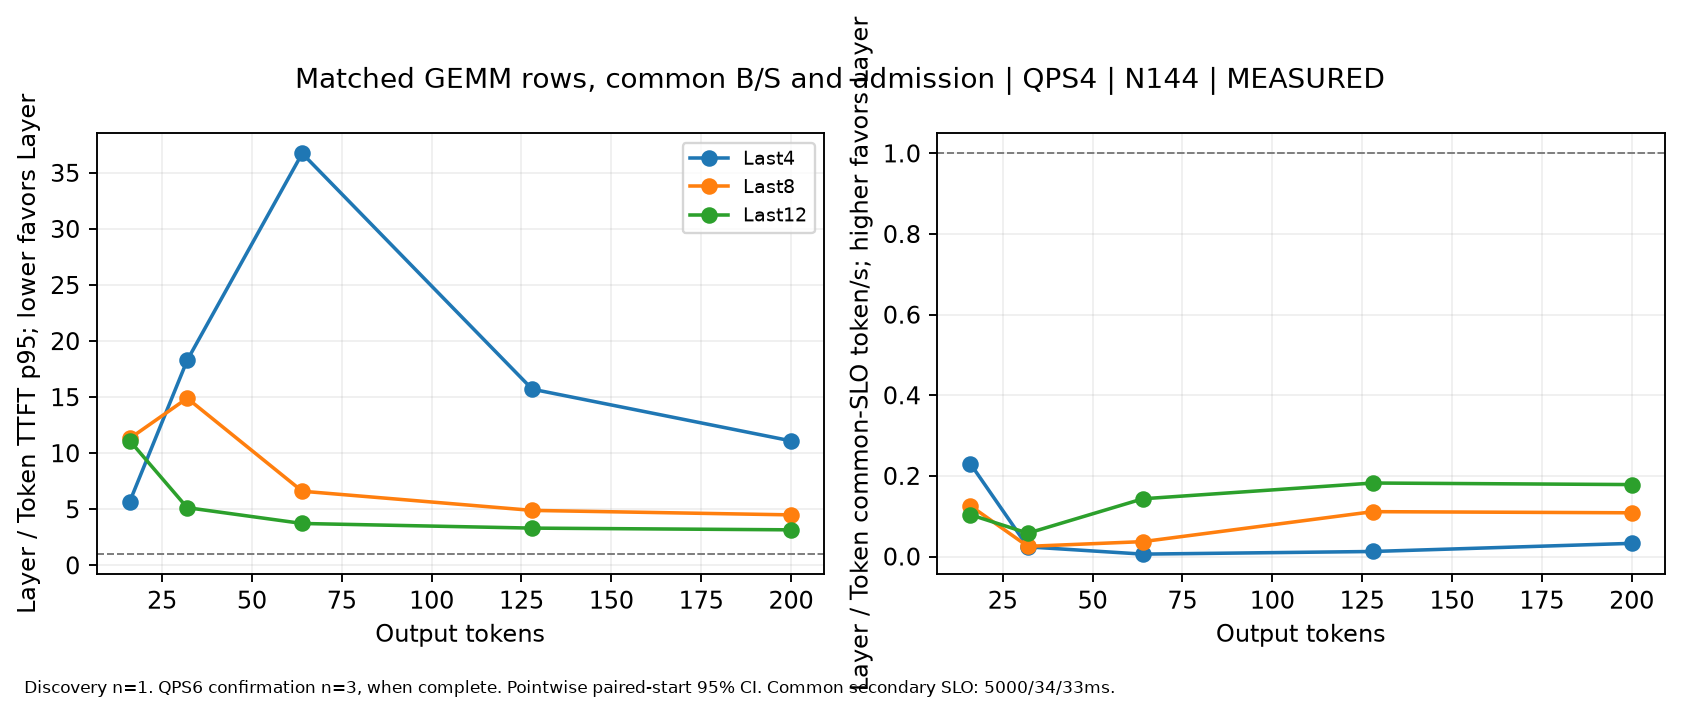 Matched GEMM rows, common B/S and admission | QPS4 | N144 | MEASURED
Layer / Token TTFT p95; lower favors Layer
35
30
25
20
15
10
5
0
Last4
Last8
Last12
25 50 75 100 125 150 175 200
Output tokens
Layer / Token common-SLO token/s; higher favors Layer
1.0
0.8
0.6
0.4
0.2
0.0
25 50 75 100 125 150 175 200
Output tokens
Discovery n=1. QPS6 confirmation n=3, when complete. Pointwise paired-start 95% CI. Common secondary SLO: 5000/34/33ms.